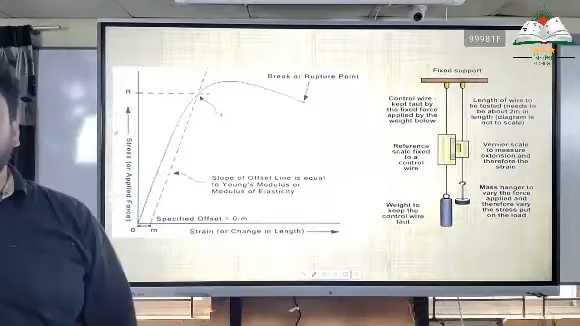 99981F
Break or Rupture Point
R
Stress (or Applied Force)
Slope of Offset Line is equal
to Young's Modulus or
Modulus of Elasticity
Specified Offset = 0-m
0
m
Strain (or Change in Length)
Fixed support
Control wire -
kept taut by
the fixed force
applied by the
weight below
Length of wire to be
tested (needs to
be about 2m in
length (diagram is
not to scale)
Reference
scale fixed
to a
control
wire
Vernier scale
to measure
extension and
therefore the
strain
Mass hanger to
vary the force
applied and
therefore vary
the stress put
on the load
Weight to
keep the
control wire
taut